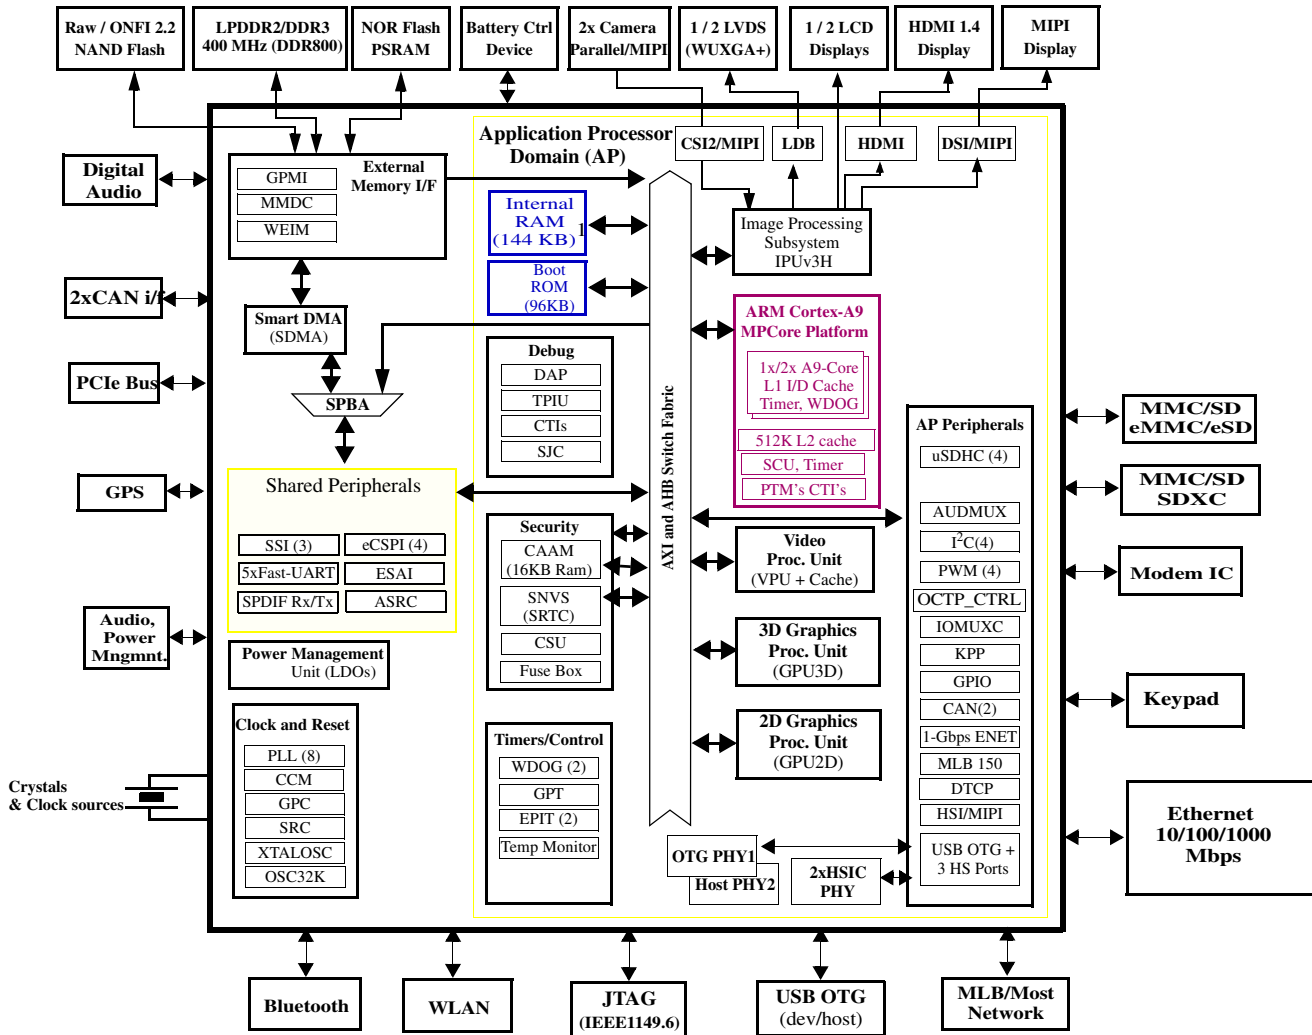 Raw / ONFI 2.2
NAND Flash
LPDDR2/DDR3
400 MHz (DDR800)
NOR Flash
PSRAM
Battery Ctrl
Device
2x Camera
Parallel/MIPI
1 / 2 LVDS
(WUXGA+)
1 / 2 LCD
Displays
HDMI 1.4
Display
MIPI
Display
Digital
Audio
2xCAN i/f
PCIe Bus
GPS
Audio,
Power
Mngmnt.
Crystals
& Clock sources
External
Memory I/F
GPMI
MMDC
WEIM
Smart DMA
(SDMA)
SPBA
Shared Peripherals
SSI (3)
eCSPI (4)
5xFast-UART
ESAI
SPDIF Rx/Tx
ASRC
Power Management
Unit (LDOs)
Clock and Reset
PLL (8)
CCM
GPC
SRC
XTALOSC
OSC32K
Application Processor
Domain (AP)
Internal
RAM
(144 KB) 1
Boot
ROM
(96KB)
Debug
DAP
TPIU
CTIs
SJC
Security
CAAM
(16KB Ram)
SNVS
(SRTC)
CSU
Fuse Box
Timers/Control
WDOG (2)
GPT
EPIT (2)
Temp Monitor
AXI and AHB Switch Fabric
CSI2/MIPI
LDB
HDMI
DSI/MIPI
Image Processing
Subsystem
IPUv3H
ARM Cortex-A9
MPCore Platform
1x/2x A9-Core
L1 I/D Cache
Timer, WDOG
512K L2 cache
SCU, Timer
PTM's CTI's
Video
Proc. Unit
(VPU + Cache)
3D Graphics
Proc. Unit
(GPU3D)
2D Graphics
Proc. Unit
(GPU2D)
OTG PHY1
Host PHY2
2xHSIC
PHY
AP Peripherals
uSDHC (4)
AUDMUX
I2C(4)
PWM (4)
OCTP_CTRL
IOMUXC
KPP
GPIO
CAN(2)
1-Gbps ENET
MLB 150
DTCP
HSI/MIPI
USB OTG +
3 HS Ports
MMC/SD
eMMC/eSD
MMC/SD
SDXC
Modem IC
Keypad
Ethernet
10/100/1000
Mbps
Bluetooth
WLAN
JTAG
(IEEE1149.6)
USB OTG
(dev/host)
MLB/Most
Network